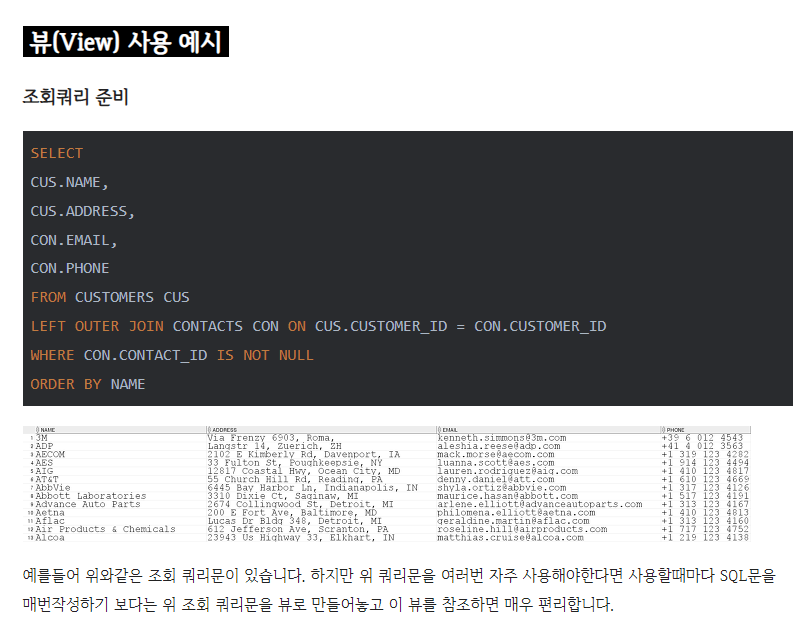 뷰(View) 사용 예시
조회쿼리 준비
SELECT
CUS.NAME,
CUS.ADDRESS,
CON.EMAIL,
CON.PHONE
FROM CUSTOMERS CUS
LEFT OUTER JOIN CONTACTS CON ON CUS.CUSTOMER_ID = CON.CUSTOMER_ID
WHERE CON.CONTACT_ID IS NOT NULL
ORDER BY NAME
NAME ADDRESS EMAIL PHONE
1 3M Via Frenzy 6903, Roma, kenneth.simmons@3m.com +39 6 012 4543
2 ADP Langstr 14, Zuerich, ZH aleshia.reese@adp.com +41 4 012 3563
3 AECOM 2102 E Kimberly Rd, Davenport, IA mack.morse@aecom.com +1 319 123 4282
4 AES 33 Fulton St, Poughkeepsie, NY luanna.scott@aes.com +1 914 123 4494
5 AIG 12817 Coastal Hwy, Ocean City, MD lauren.rodriguez@aig.com +1 410 123 4817
6 AT&T 55 Church Hill Rd, Reading, PA denny.daniel@att.com +1 610 123 4669
7 AbbVie 6445 Bay Harbor Ln, Indianapolis, IN shyla.ortiz@abbvie.com +1 317 123 4126
8 Abbott Laboratories 3310 Dixie Ct, Saginaw, MI maurice.hasan@abbott.com +1 517 123 4191
9 Advance Auto Parts 2674 Collingwood St, Detroit, MI arlene.elliott@advanceautoparts.com +1 313 123 4167
10 Aetna 200 E Fort Ave, Baltimore, MD philomena.elliott@aetna.com +1 410 123 4813
11 Aflac Lucas Dr Bldg 348, Detroit, MI geraldine.martin@aflac.com +1 313 123 4160
12 Air Products & Chemicals 612 Jefferson Ave, Scranton, PA roseline.hill@airproducts.com +1 717 123 4752
13 Alcoa 23943 Us Highway 33, Elkhart, IN matthias.cruise@alcoa.com +1 219 123 4138
예를들어 위와같은 조회 쿼리문이 있습니다. 하지만 위 쿼리문을 여러번 자주 사용해야한다면 사용할때마다 SQL문을
매번작성하기 보다는 위 조회 쿼리문을 뷰로 만들어놓고 이 뷰를 참조하면 매우 편리합니다.